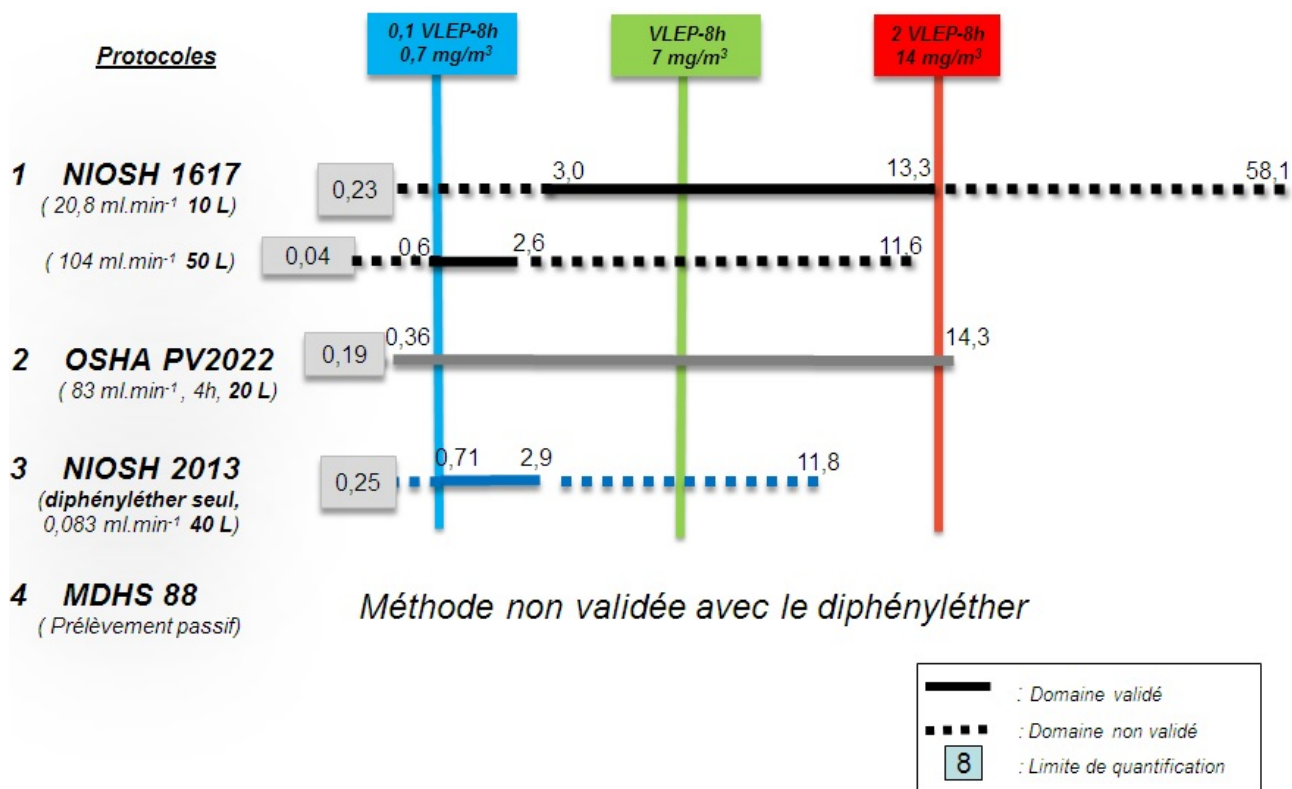 0,1 VLEP-8h
0,7 mg/m³
VLEP-8h
7 mg/m³
2 VLEP-8h
14 mg/m³
Protocoles
1 NIOSH 1617
( 20,8 ml.min⁻¹ 10 L)
0,23
3,0
13,3
58,1
( 104 ml.min⁻¹ 50 L)
0,04
0,6
2,6
11,6
2 OSHA PV2022
( 83 ml.min⁻¹ , 4h, 20 L)
0,19
0,36
14,3
3 NIOSH 2013
(diphényléther seul,
0,083 ml.min⁻¹ 40 L)
0,25
0,71
2,9
11,8
4 MDHS 88
( Prélèvement passif)
Méthode non validée avec le diphényléther
: Domaine validé
: Domaine non validé
8 : Limite de quantification